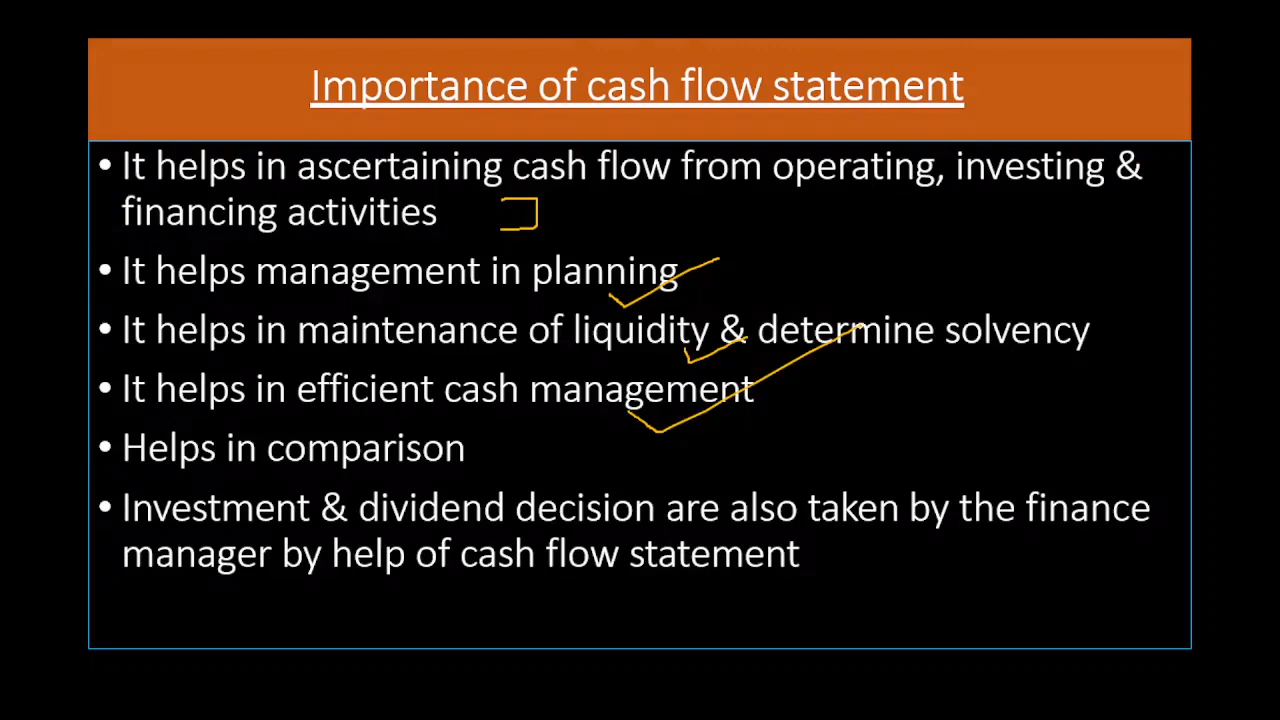 Importance of cash flow statement
• It helps in ascertaining cash flow from operating, investing &
financing activities
• It helps management in planning
• It helps in maintenance of liquidity & determine solvency
• It helps in efficient cash management
• Helps in comparison
• Investment & dividend decision are also taken by the finance
manager by help of cash flow statement